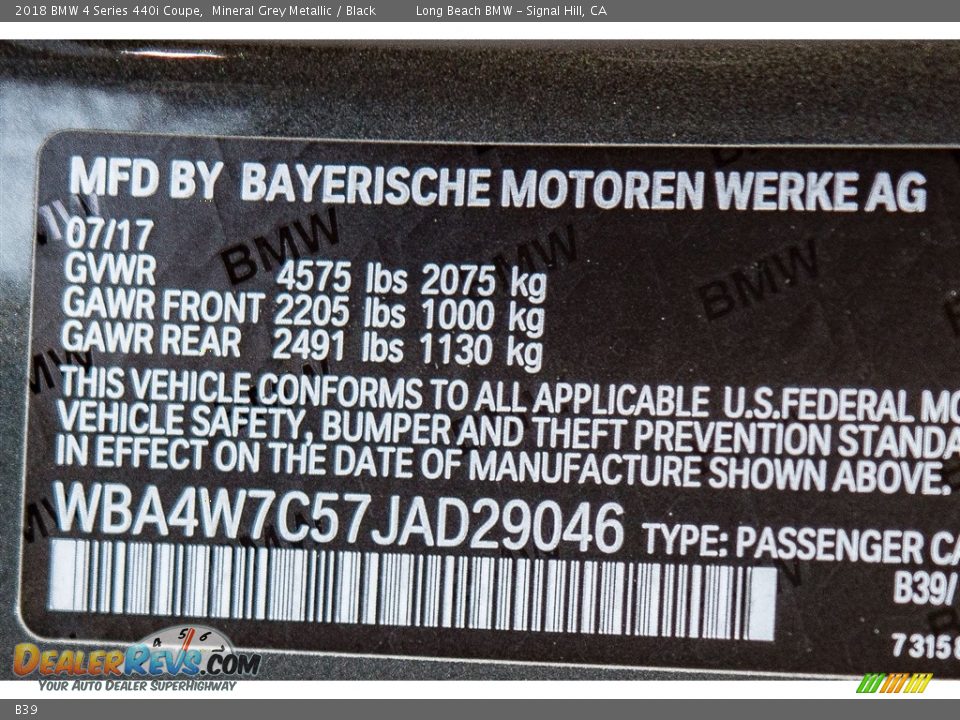 2018 BMW 4 Series 440i Coupe,  Mineral Grey Metallic / Black Long Beach BMW - Signal Hill, CA
MFD BY BAYERISCHE MOTOREN WERKE AG
07/17
GVWR 4575 lbs 2075 kg
GAWR FRONT 2205 lbs 1000 kg
GAWR REAR 2491 lbs 1130 kg
THIS VEHICLE CONFORMS TO ALL APPLICABLE U.S.FEDERAL MO
VEHICLE SAFETY, BUMPER AND THEFT PREVENTION STANDA
IN EFFECT ON THE DATE OF MANUFACTURE SHOWN ABOVE.
WBA4W7C57JAD29046 TYPE: PASSENGER CA
B39/
7315
BMW
BMW
BMW
DEALERREVS.COM
4 5 6
YOUR AUTO DEALER SUPERHIGHWAY
B39